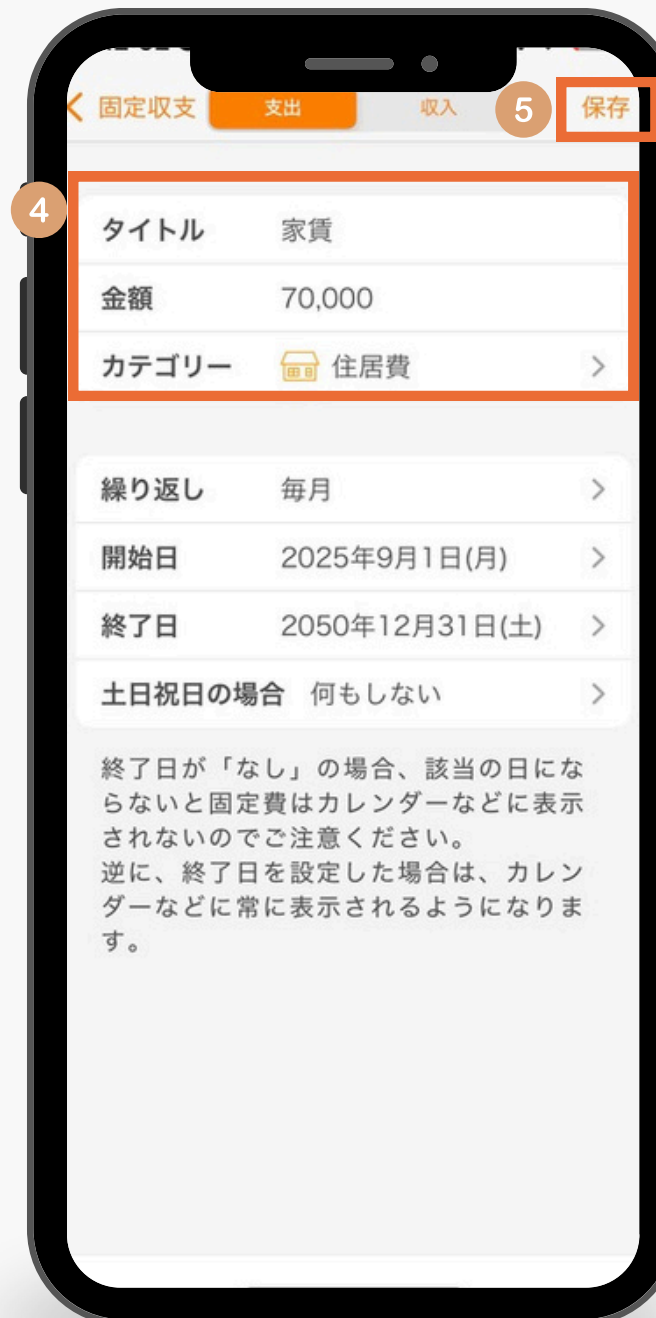 固定収支 支出 収入 5 保存
4
タイトル 家賃
金額 70,000
カテゴリー 住居費
繰り返し 毎月
開始日 2025年9月1日(月)
終了日 2050年12月31日(土)
土日祝日の場合 何もしない
終了日が「なし」の場合、該当の日にな
らないと固定費はカレンダーなどに表示
されないのでご注意ください。
逆に、終了日を設定した場合は、カレン
ダーなどに常に表示されるようになりま
す。